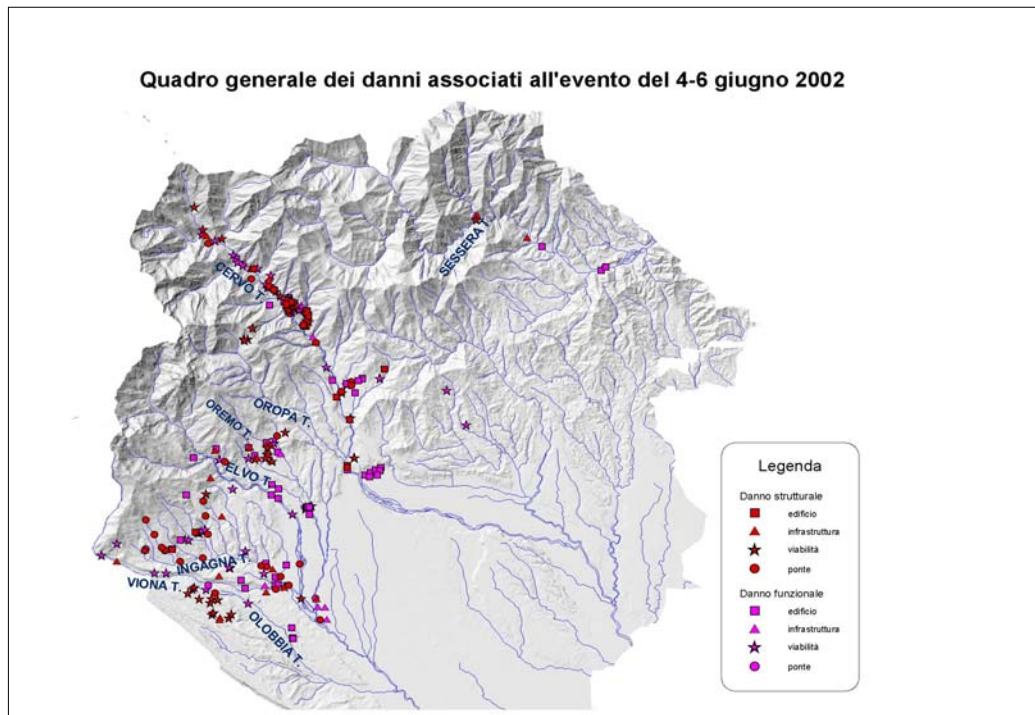 Quadro generale dei danni associati all'evento del 4-6 giugno 2002
SESSERA T.
CERVO T.
OROPA T.
OREMO T.
ELVO T.
INGAGNA T.
VIONA T.
OLOBBIA T.
Legenda
Danno strutturale
edificio
infrastruttura
viabilità
ponte
Danno funzionale
edificio
infrastruttura
viabilità
ponte